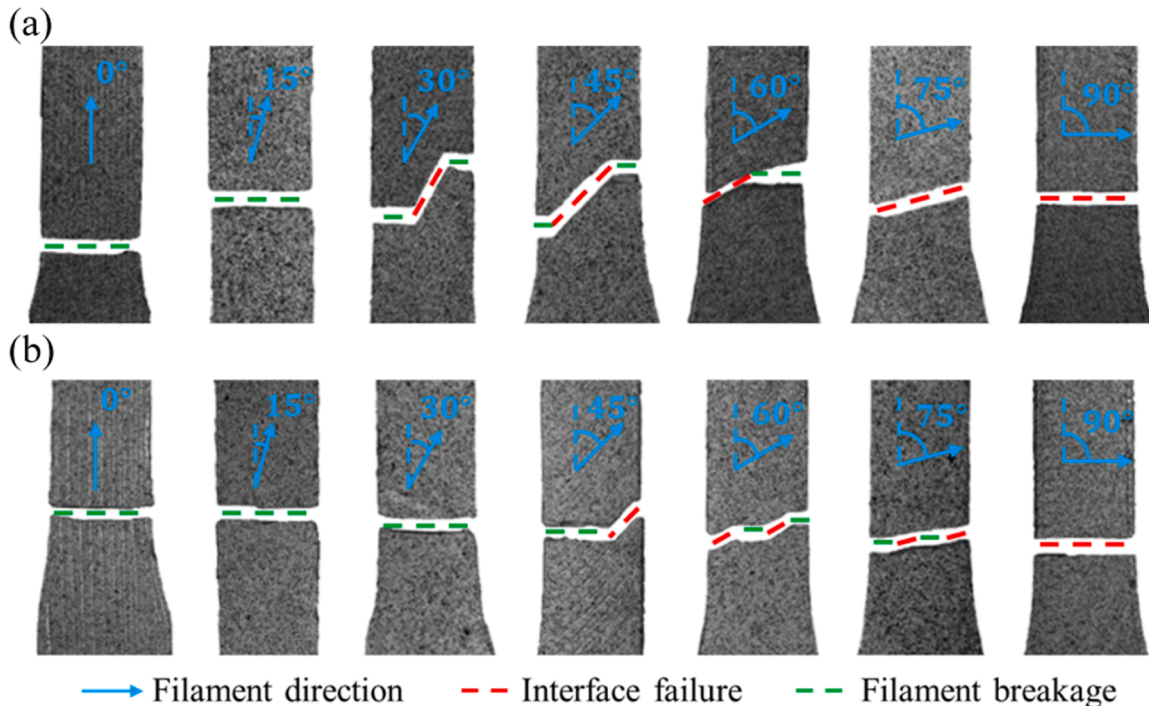 (a)
0° 15° 30° 45° 60° 75° 90°
(b)
0° 15° 30° 45° 60° 75° 90°
Filament direction Interface failure Filament breakage